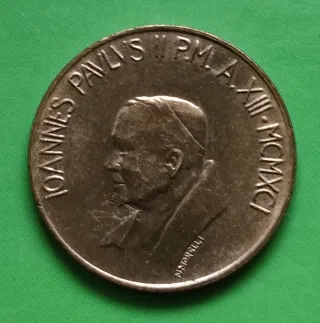 IOANNES PAVLVS II P.M. A. XIII · MCMXCI